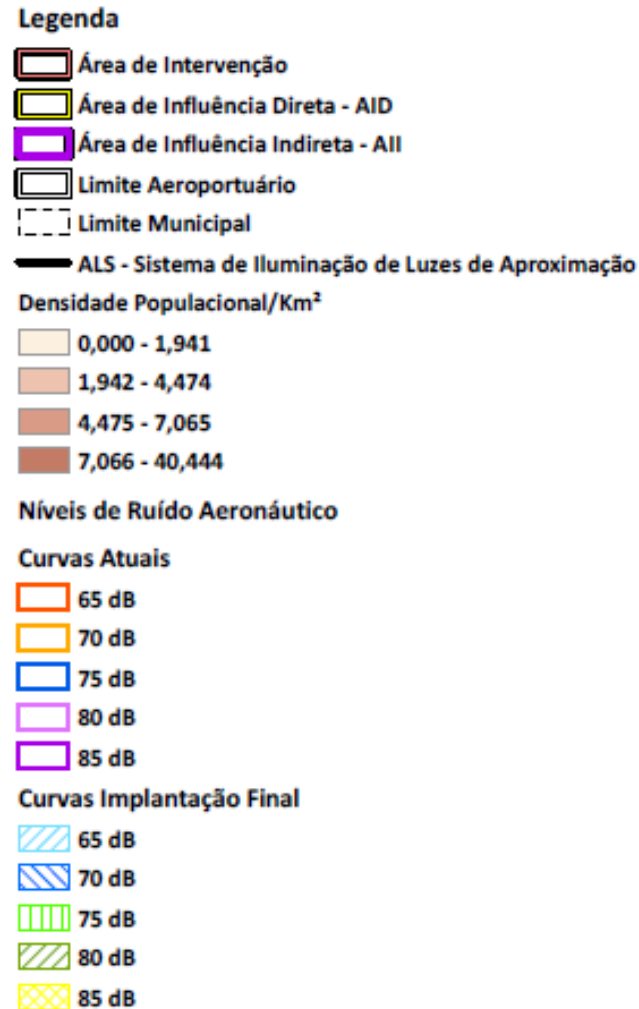 Legenda
Área de Intervenção
Área de Influência Direta - AID
Área de Influência Indireta - AII
Limite Aeroportuário
Limite Municipal
ALS - Sistema de Iluminação de Luzes de Aproximação
Densidade Populacional/Km²
0,000 - 1,941
1,942 - 4,474
4,475 - 7,065
7,066 - 40,444
Níveis de Ruído Aeronáutico
Curvas Atuais
65 dB
70 dB
75 dB
80 dB
85 dB
Curvas Implantação Final
65 dB
70 dB
75 dB
80 dB
85 dB